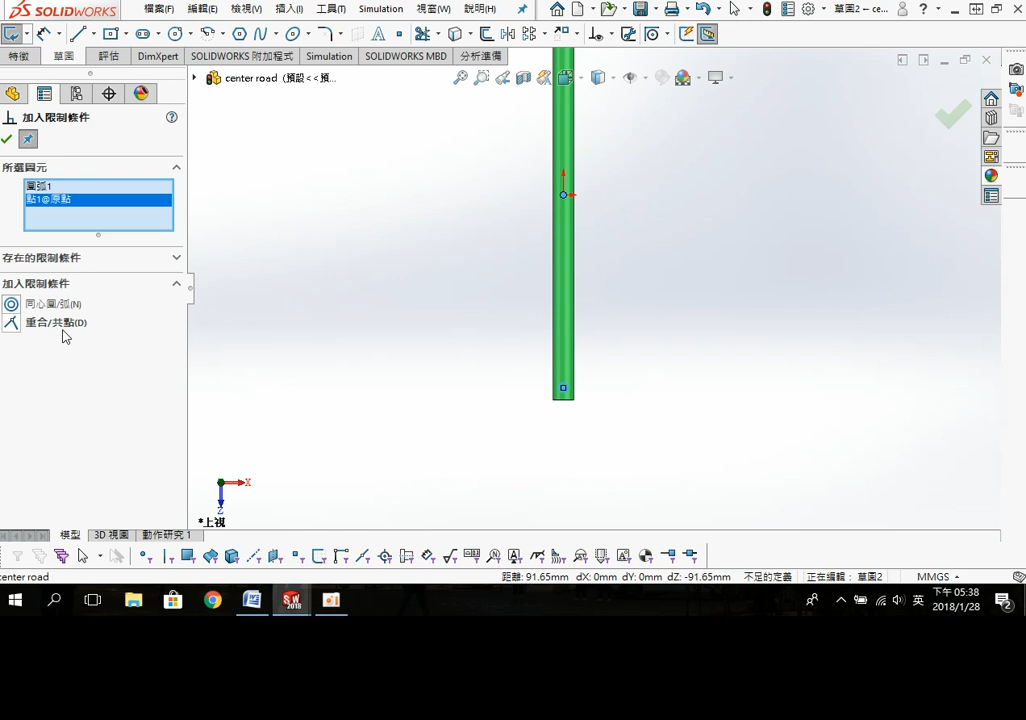 SOLIDWORKS 檔案(F) 編輯(E) 檢視(V) 插入(I) 工具(T) Simulation 視窗(W) 說明(H) 草圖2 - ce... ?
特徵 草圖 評估 DimXpert SOLIDWORKS 附加程式 Simulation SOLIDWORKS MBD 分析準備
center road (預設<<預...
加入限制條件
所選圖元
圓弧1
點1@原點
存在的限制條件
加入限制條件
同心圓/弧(N)
重合/共點(D)
X
Z
*上視
模型 3D 視圖 動作研究 1
center road 距離: 91.65mm dX: 0mm dY: 0mm dZ: -91.65mm 不足的定義 正在編輯: 草圖2 MMGS
SW 2018 英 下午 05:38
2018/1/28 2